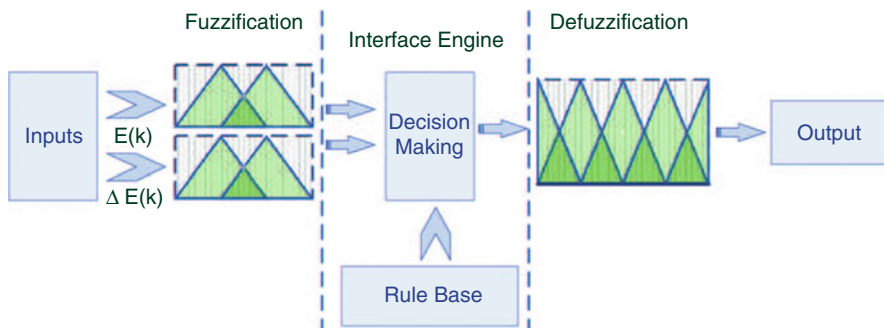 Fuzzification
Interface Engine
Defuzzification
Inputs
E(k)
Δ E(k)
Decision
Making
Output
Rule Base